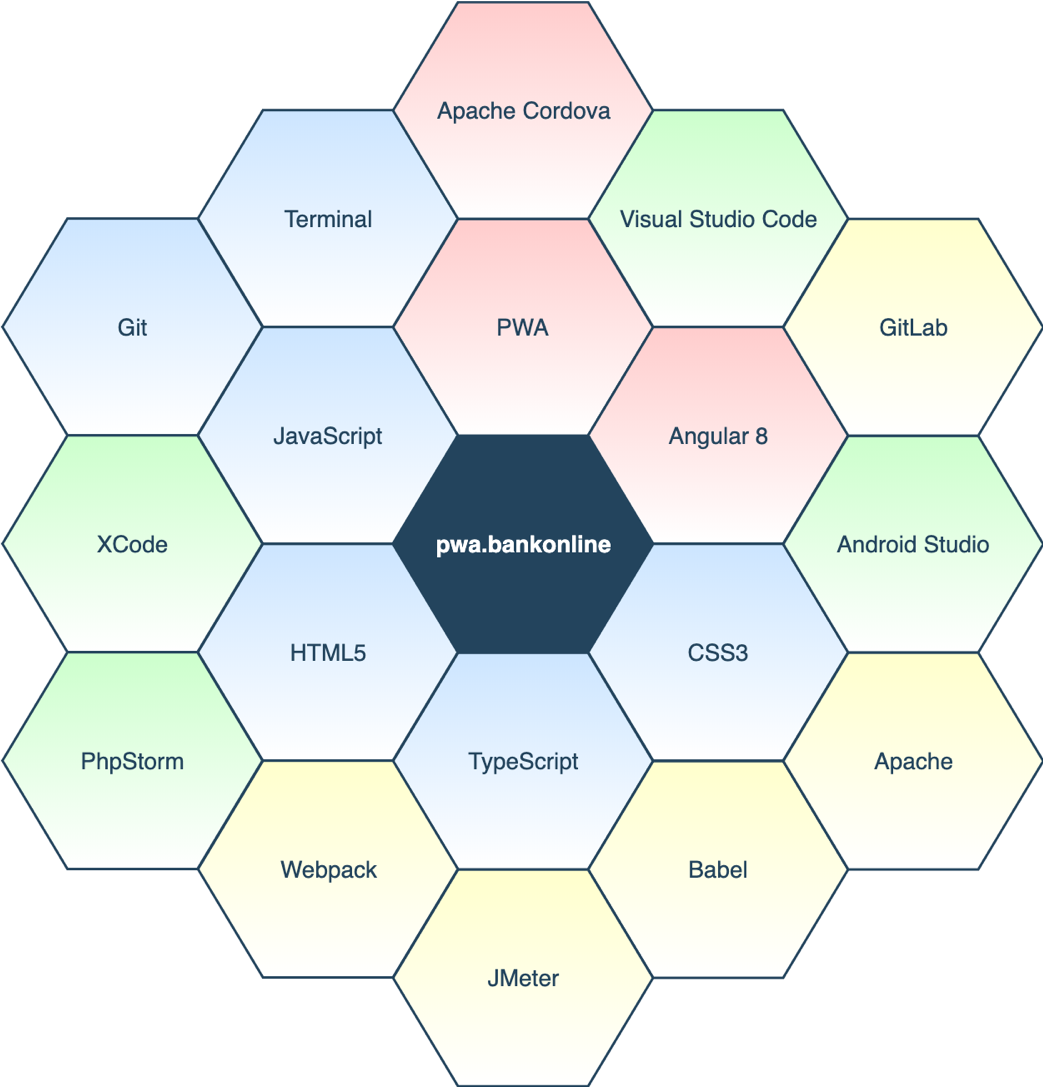 Apache Cordova
Terminal
Visual Studio Code
Git
PWA
GitLab
JavaScript
Angular 8
XCode
pwa.bankonline
Android Studio
HTML5
CSS3
PhpStorm
TypeScript
Apache
Webpack
Babel
JMeter